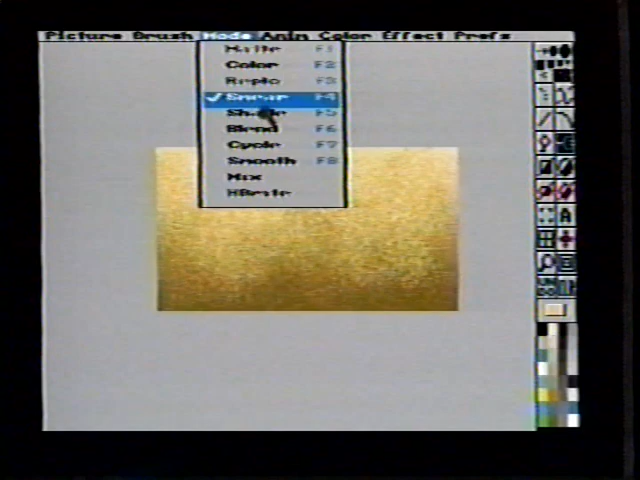 Picture Brush Mode Anim Color Effect Prefs
Matte F1
Color F2
Replc F3
Smear F4
Shade F5
Blend F6
Cycle F7
Smooth F8
Mix
HBrite
A